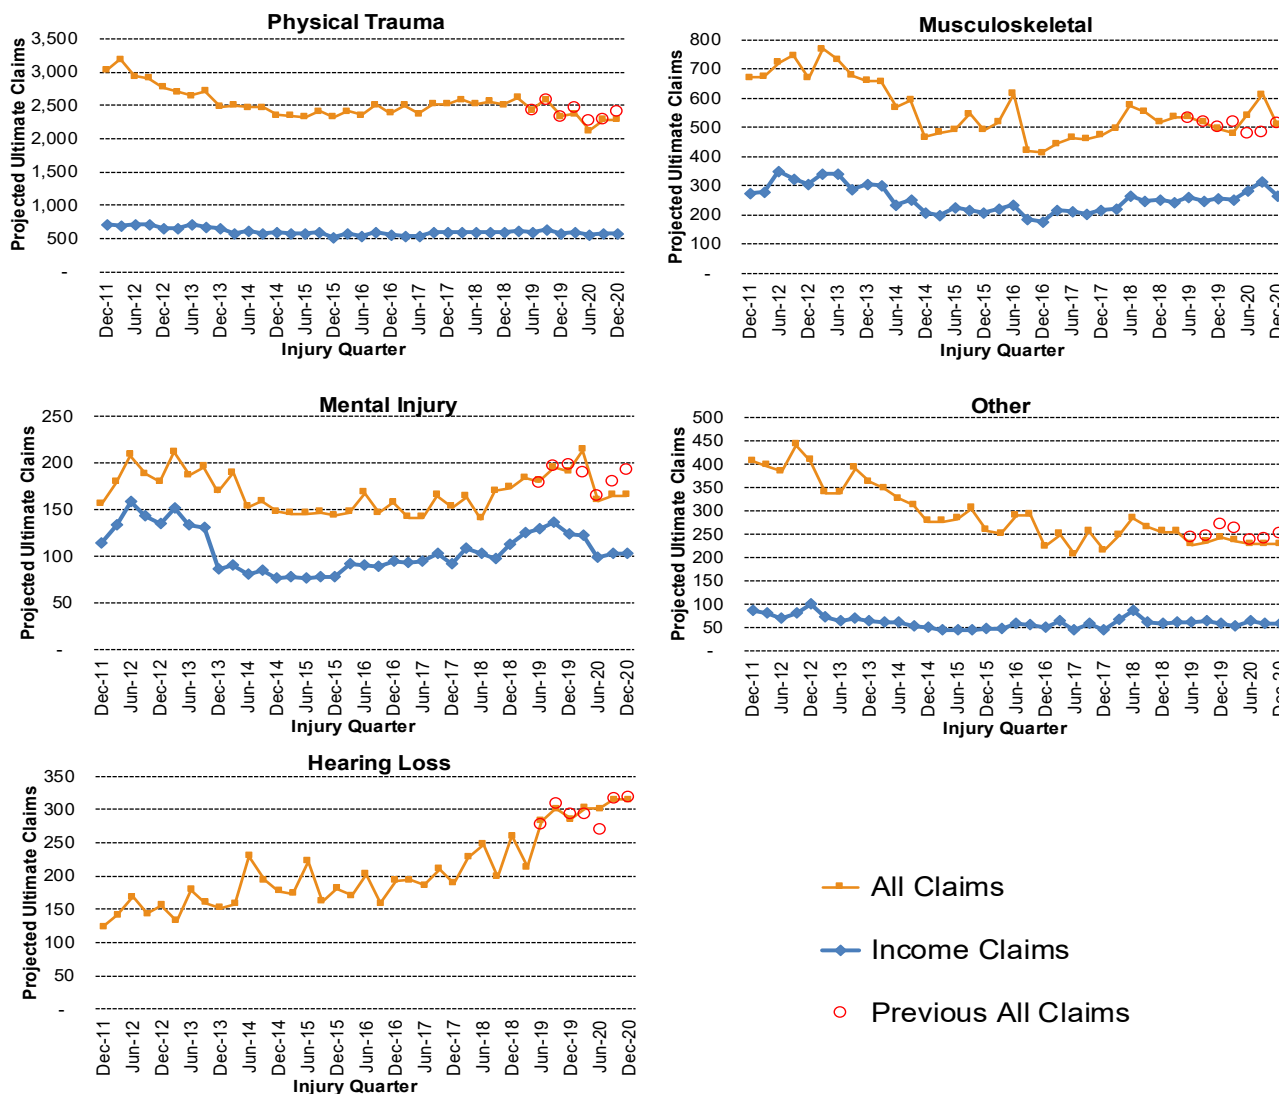 Physical Trauma
Projected Ultimate Claims
3,500
3,000
2,500
2,000
1,500
1,000
500
-
Dec-11
Jun-12
Dec-12
Jun-13
Dec-13
Jun-14
Dec-14
Jun-15
Dec-15
Jun-16
Dec-16
Jun-17
Dec-17
Jun-18
Dec-18
Jun-19
Dec-19
Jun-20
Dec-20
Injury Quarter
Musculoskeletal
Projected Ultimate Claims
800
700
600
500
400
300
200
100
-
Dec-11
Jun-12
Dec-12
Jun-13
Dec-13
Jun-14
Dec-14
Jun-15
Dec-15
Jun-16
Dec-16
Jun-17
Dec-17
Jun-18
Dec-18
Jun-19
Dec-19
Jun-20
Dec-20
Injury Quarter
Mental Injury
Projected Ultimate Claims
250
200
150
100
50
-
Dec-11
Jun-12
Dec-12
Jun-13
Dec-13
Jun-14
Dec-14
Jun-15
Dec-15
Jun-16
Dec-16
Jun-17
Dec-17
Jun-18
Dec-18
Jun-19
Dec-19
Jun-20
Dec-20
Injury Quarter
Other
Projected Ultimate Claims
500
450
400
350
300
250
200
150
100
50
-
Dec-11
Jun-12
Dec-12
Jun-13
Dec-13
Jun-14
Dec-14
Jun-15
Dec-15
Jun-16
Dec-16
Jun-17
Dec-17
Jun-18
Dec-18
Jun-19
Dec-19
Jun-20
Dec-20
Injury Quarter
Hearing Loss
Projected Ultimate Claims
350
300
250
200
150
100
50
-
Dec-11
Jun-12
Dec-12
Jun-13
Dec-13
Jun-14
Dec-14
Jun-15
Dec-15
Jun-16
Dec-16
Jun-17
Dec-17
Jun-18
Dec-18
Jun-19
Dec-19
Jun-20
Dec-20
Injury Quarter
All Claims
Income Claims
Previous All Claims